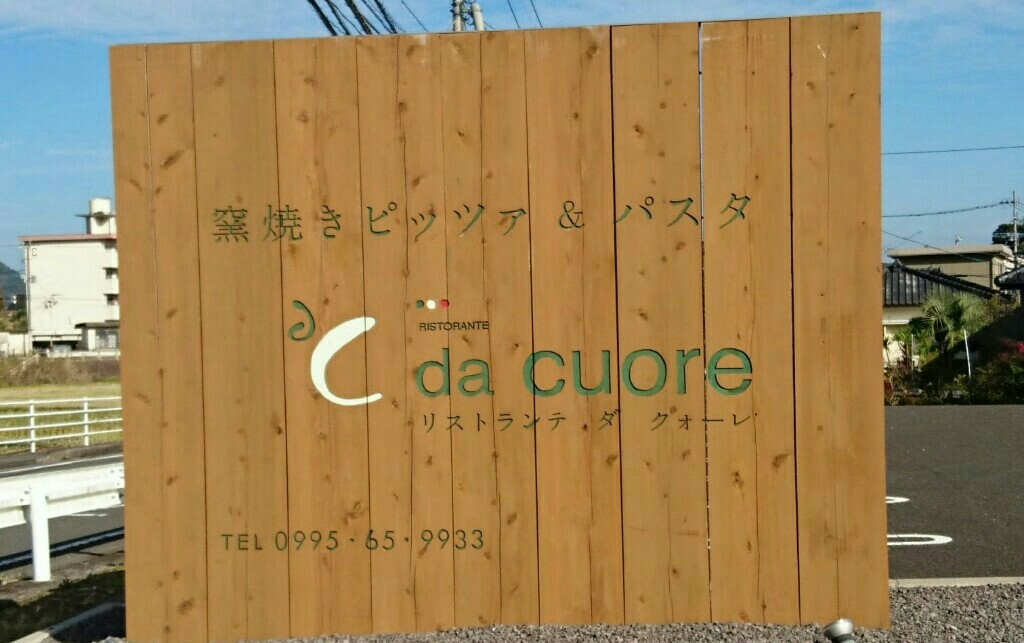 窯焼きピッツァ & パスタ
RISTORANTE
da cuore
リストランテ ダ クォーレ
TEL 0995・65・9933